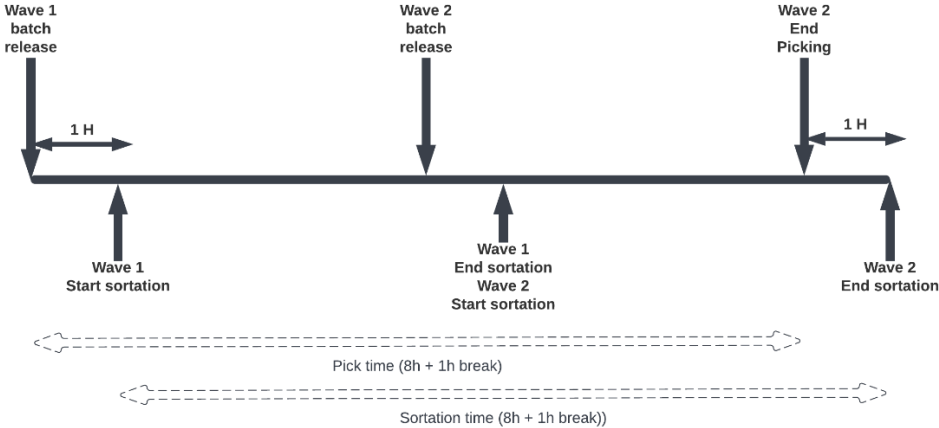 Wave 1
batch
release
Wave 2
batch
release
Wave 2
End
Picking
1 H
1 H
Wave 1
Start sortation
Wave 1
End sortation
Wave 2
Start sortation
Wave 2
End sortation
Pick time (8h + 1h break)
Sortation time (8h + 1h break))